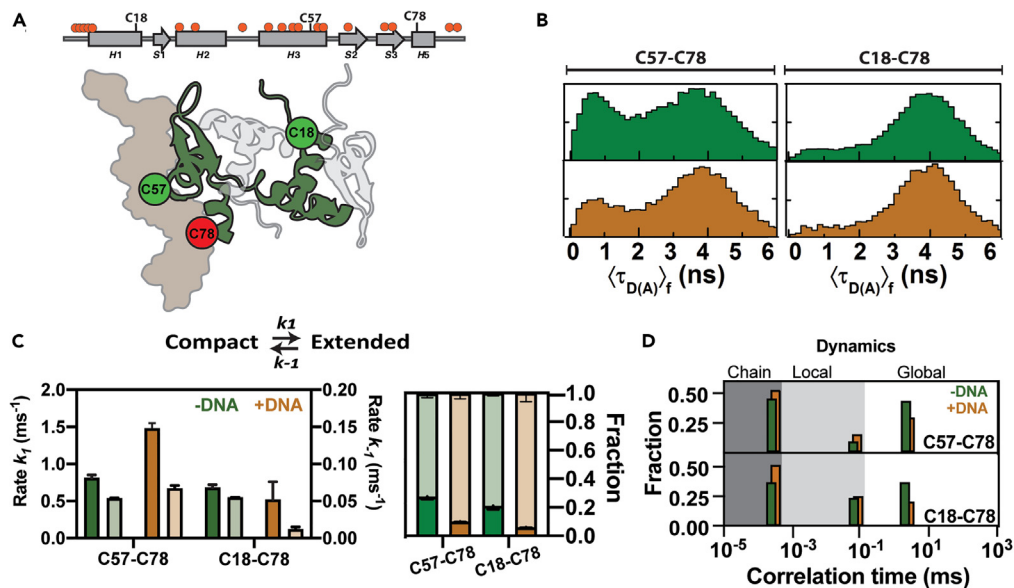 A
C18
C57
C78
H1
S1
H2
H3
S2
S3
H5
C18
C57
C78
B
C57-C78
C18-C78
0 1 2 3 4 5 6
0 1 2 3 4 5 6
⟨τD(A)⟩f (ns)
⟨τD(A)⟩f (ns)
C
Compact k1 k-1 Extended
2.0
1.5
1.0
0.5
0.0
Rate k1 (ms-1)
-DNA +DNA
0.20
-0.15
-0.10
-0.05
-0.00
Rate k-1 (ms-1)
C57-C78
C18-C78
1.0
0.8
0.6
0.4
0.2
0.0
Fraction
C57-C78
C18-C78
D
Dynamics
Chain Local Global
0.50
0.25
-DNA
+DNA
C57-C78
0.50
0.25
0.00
C18-C78
Fraction
10-5 10-3 10-1 101 103
Correlation time (ms)